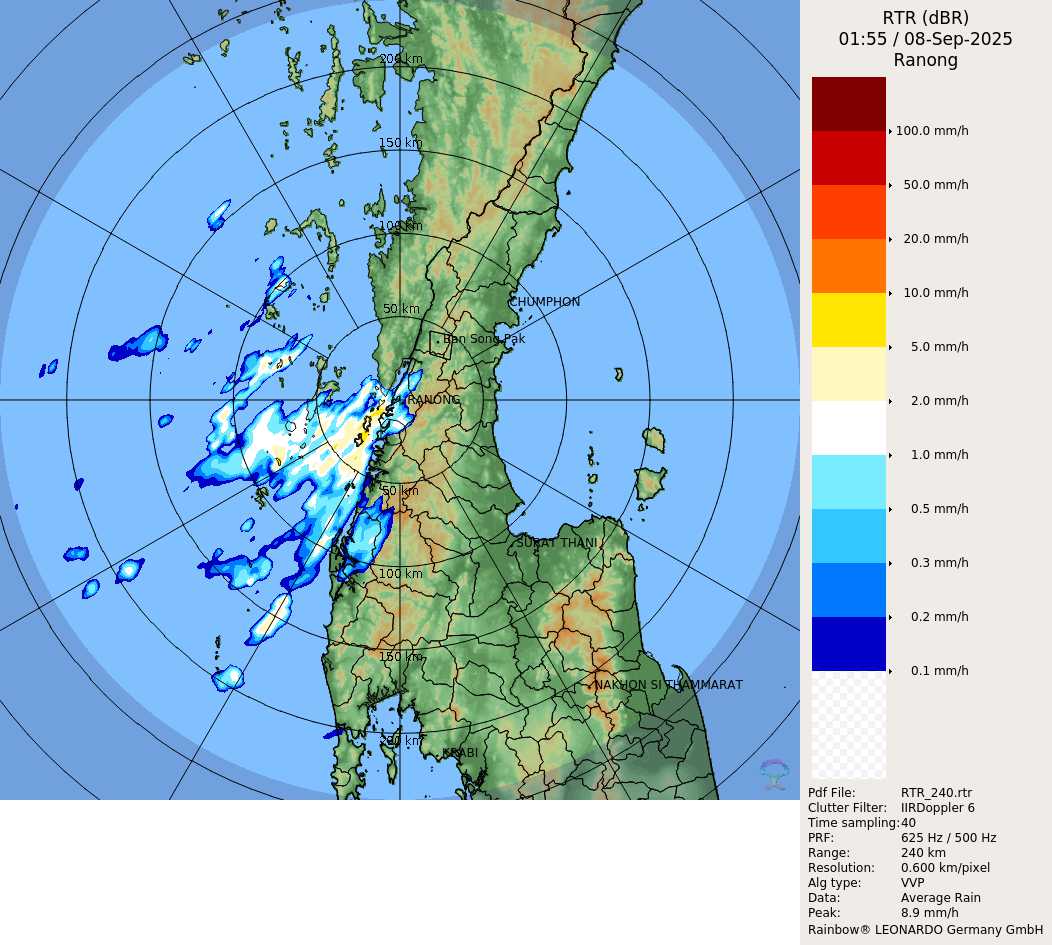 RTR (dBR)
01:55 / 08-Sep-2025
Ranong
200 km
150 km
100 km
50 km
CHUMPHON
Ban Song Pak
RANONG
50 km
SURAT THANI
100 km
150 km
NAKHON SI THAMMARAT
200 km
KRABI
100.0 mm/h
50.0 mm/h
20.0 mm/h
10.0 mm/h
5.0 mm/h
2.0 mm/h
1.0 mm/h
0.5 mm/h
0.3 mm/h
0.2 mm/h
0.1 mm/h
Pdf File: RTR_240.rtr
Clutter Filter: IIRDoppler 6
Time sampling:40
PRF: 625 Hz / 500 Hz
Range: 240 km
Resolution: 0.600 km/pixel
Alg type: VVP
Data: Average Rain
Peak: 8.9 mm/h
Rainbow® LEONARDO Germany GmbH